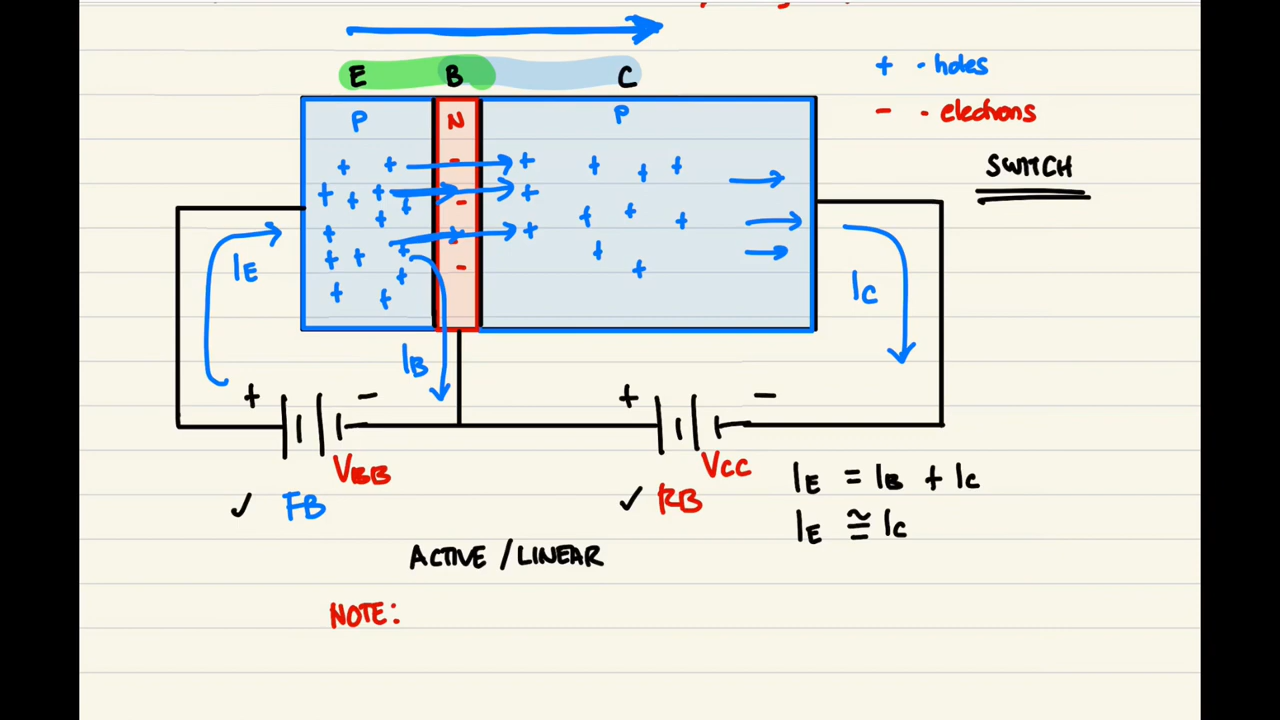 E B C
+ - holes
- - electrons
SWITCH
P N P
IE
IB
IC
+ -
+ -
VBB
VCC
✓ FB
✓ RB
IE = IB + IC
IE ≅ IC
ACTIVE / LINEAR
NOTE: